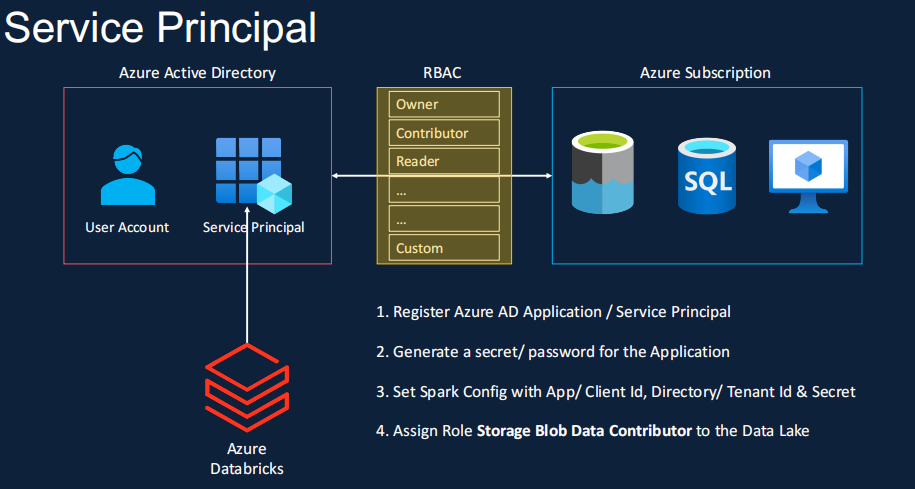 Service Principal
Azure Active Directory
RBAC
Azure Subscription
Owner
Contributor
Reader
...
...
Custom
User Account
Service Principal
SQL
1. Register Azure AD Application / Service Principal
2. Generate a secret/ password for the Application
3. Set Spark Config with App/ Client Id, Directory/ Tenant Id & Secret
4. Assign Role Storage Blob Data Contributor to the Data Lake
Azure
Databricks